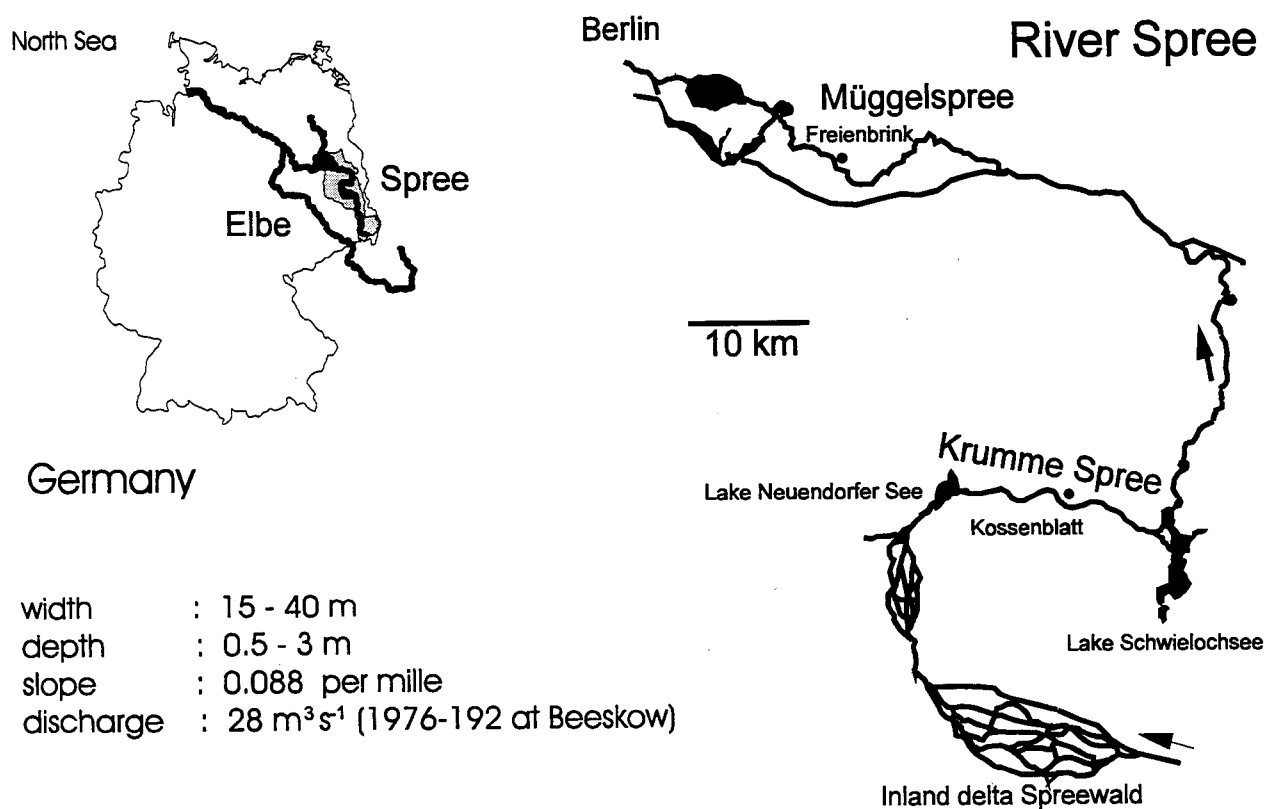 North Sea
Spree
Elbe
Germany
width : 15 - 40 m
depth : 0.5 - 3 m
slope : 0.088 per mille
discharge : 28 m³ s⁻¹ (1976-192 at Beeskow)
River Spree
Berlin
Müggelspree
Freienbrink
10 km
Krumme Spree
Lake Neuendorfer See
Kossenblatt
Lake Schwielochsee
Inland delta Spreewald